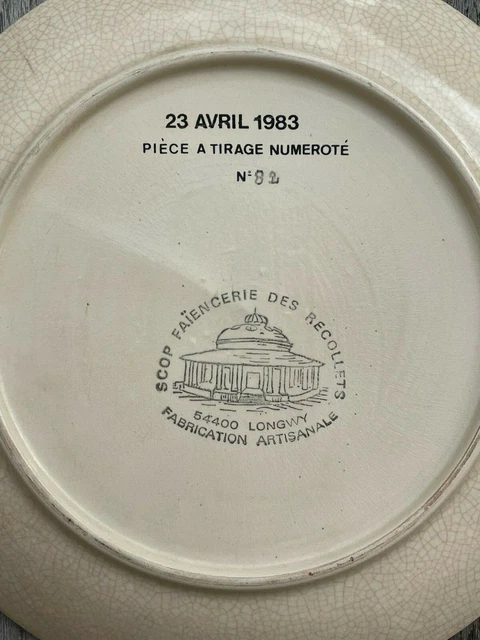 23 AVRIL 1983
PIÈCE A TIRAGE NUMEROTÉ
N° 82
SCOP FAÏENCERIE DES RECOLLETS
54400 LONGWY
FABRICATION ARTISANALE